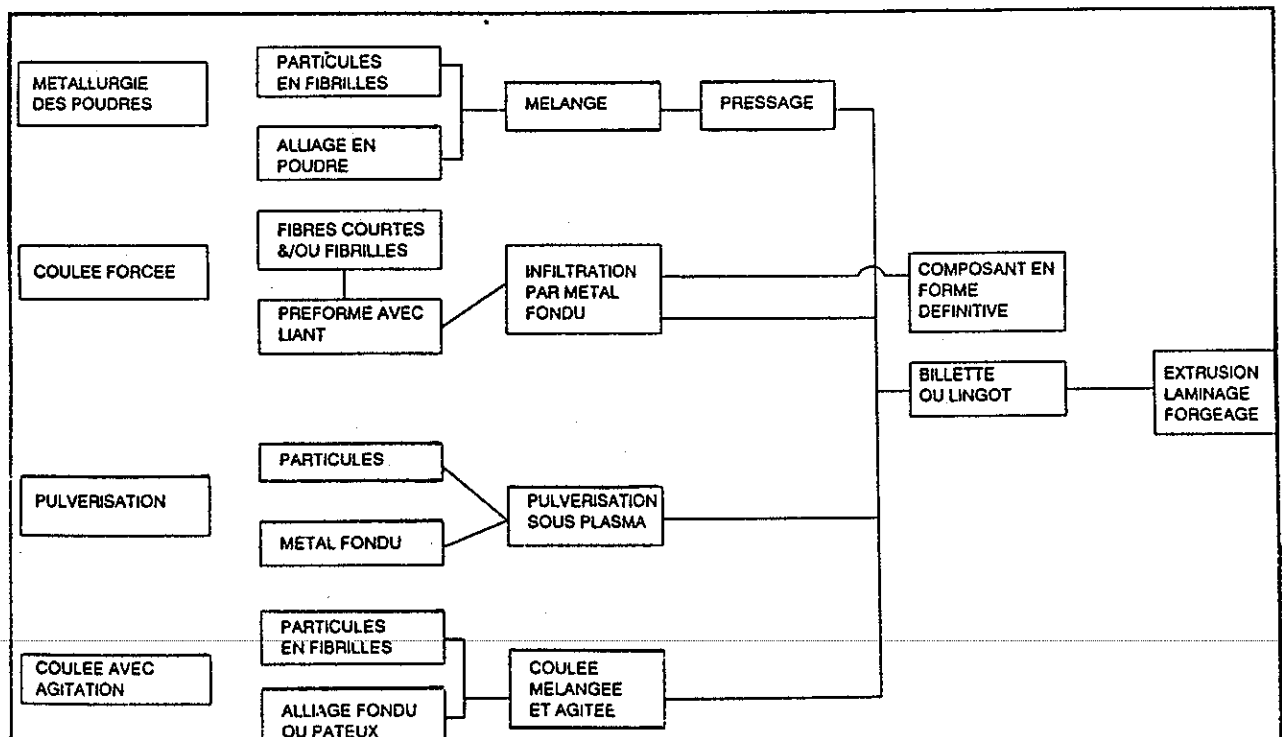 METALLURGIE
DES POUDRES
PARTICULES
EN FIBRILLES
ALLIAGE EN
POUDRE
MELANGE
PRESSAGE
COULEE FORCEE
FIBRES COURTES
&/OU FIBRILLES
PREFORME AVEC
LIANT
INFILTRATION
PAR METAL
FONDU
COMPOSANT EN
FORME
DEFINITIVE
BILLETTE
OU LINGOT
EXTRUSION
LAMINAGE
FORGEAGE
PULVERISATION
PARTICULES
METAL FONDU
PULVERISATION
SOUS PLASMA
COULEE AVEC
AGITATION
PARTICULES
EN FIBRILLES
ALLIAGE FONDU
OU PATEUX
COULEE
MELANGEE
ET AGITEE